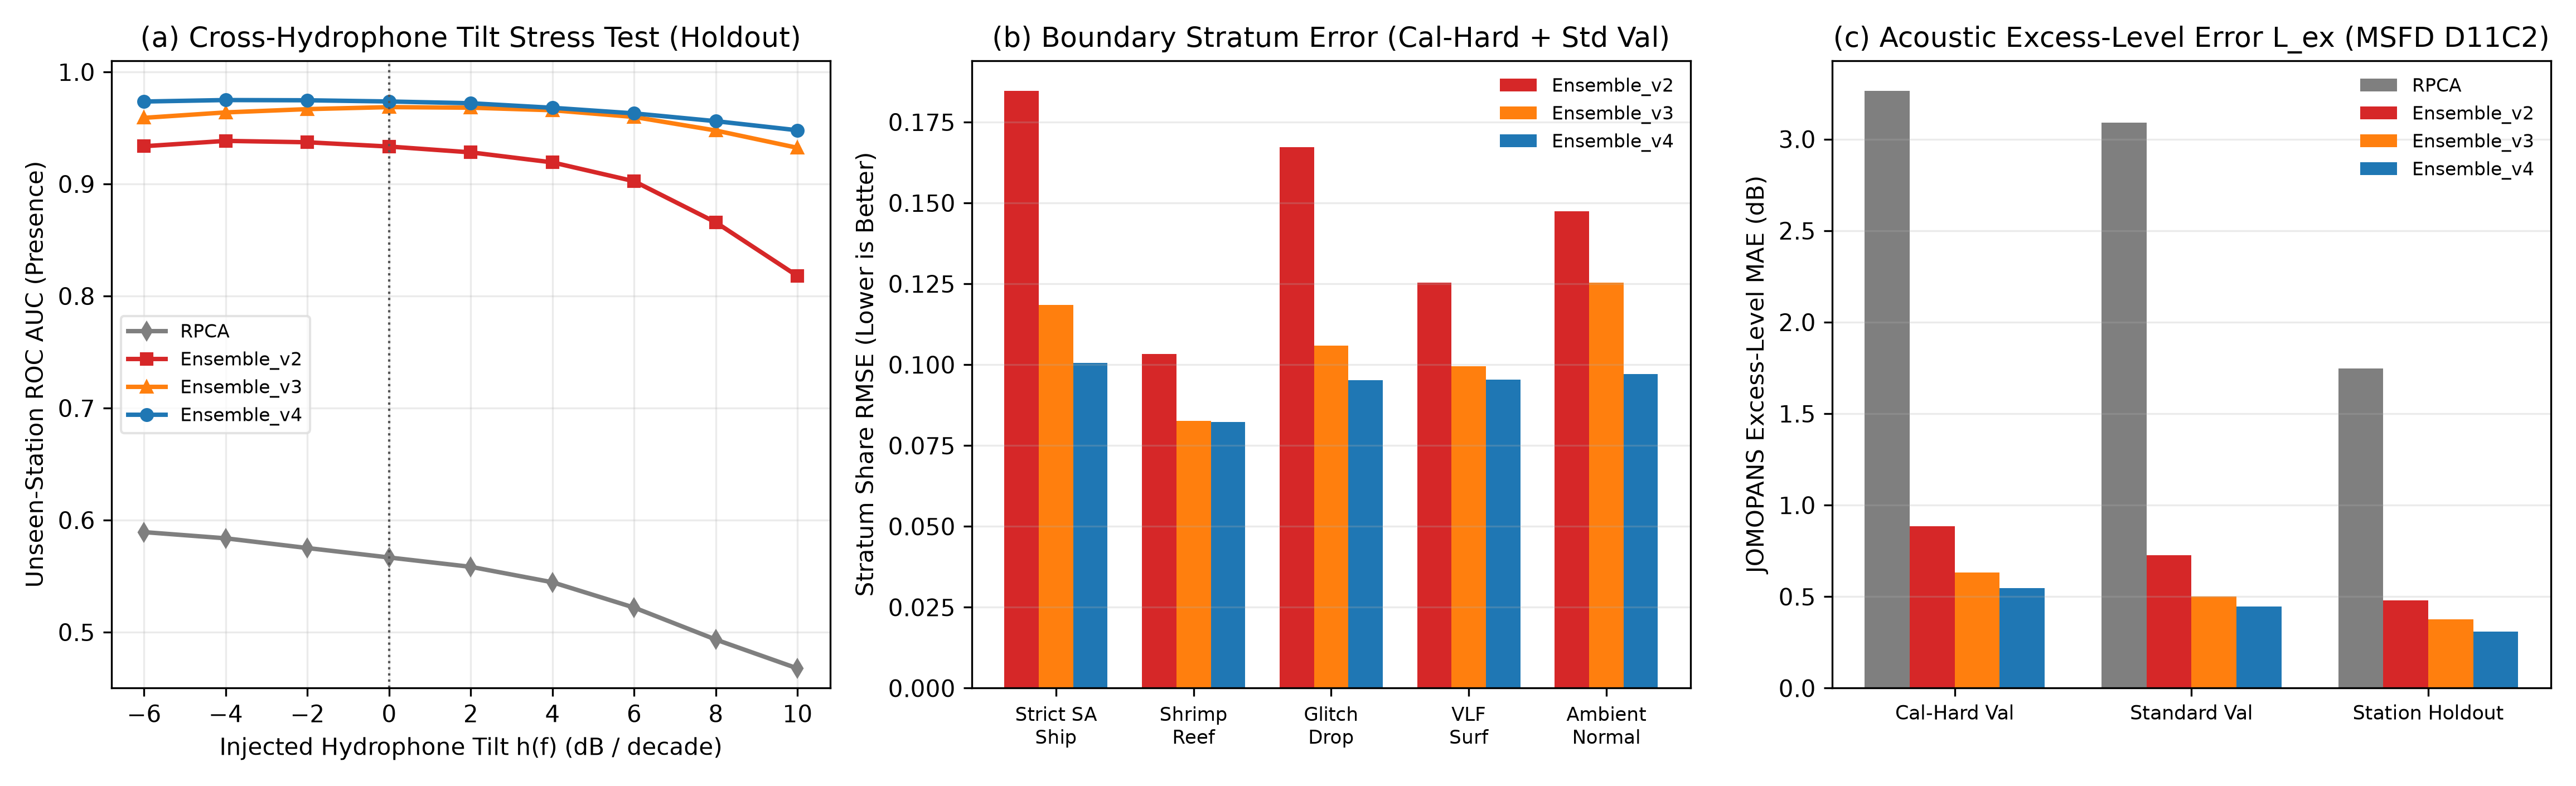 (a) Cross-Hydrophone Tilt Stress Test (Holdout)
Unseen-Station ROC AUC (Presence)
1.0
0.9
0.8
0.7
0.6
0.5
RPCA
Ensemble_v2
Ensemble_v3
Ensemble_v4
−6 −4 −2 0 2 4 6 8 10
Injected Hydrophone Tilt h(f) (dB / decade)
(b) Boundary Stratum Error (Cal-Hard + Std Val)
Stratum Share RMSE (Lower is Better)
0.175
0.150
0.125
0.100
0.075
0.050
0.025
0.000
Ensemble_v2
Ensemble_v3
Ensemble_v4
Strict SA
Ship
Shrimp
Reef
Glitch
Drop
VLF
Surf
Ambient
Normal
(c) Acoustic Excess-Level Error L_ex (MSFD D11C2)
JOMOPANS Excess-Level MAE (dB)
3.0
2.5
2.0
1.5
1.0
0.5
0.0
RPCA
Ensemble_v2
Ensemble_v3
Ensemble_v4
Cal-Hard Val
Standard Val
Station Holdout